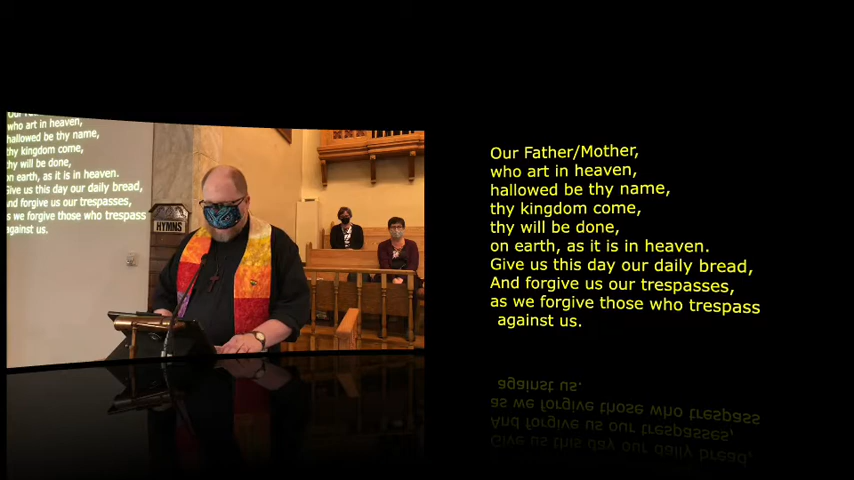 who art in heaven,
hallowed be thy name,
thy kingdom come,
thy will be done,
on earth, as it is in heaven.
Give us this day our daily bread,
And forgive us our trespasses,
as we forgive those who trespass
against us.
HYMNS
Our Father/Mother,
who art in heaven,
hallowed be thy name,
thy kingdom come,
thy will be done,
on earth, as it is in heaven.
Give us this day our daily bread,
And forgive us our trespasses,
as we forgive those who trespass
against us.